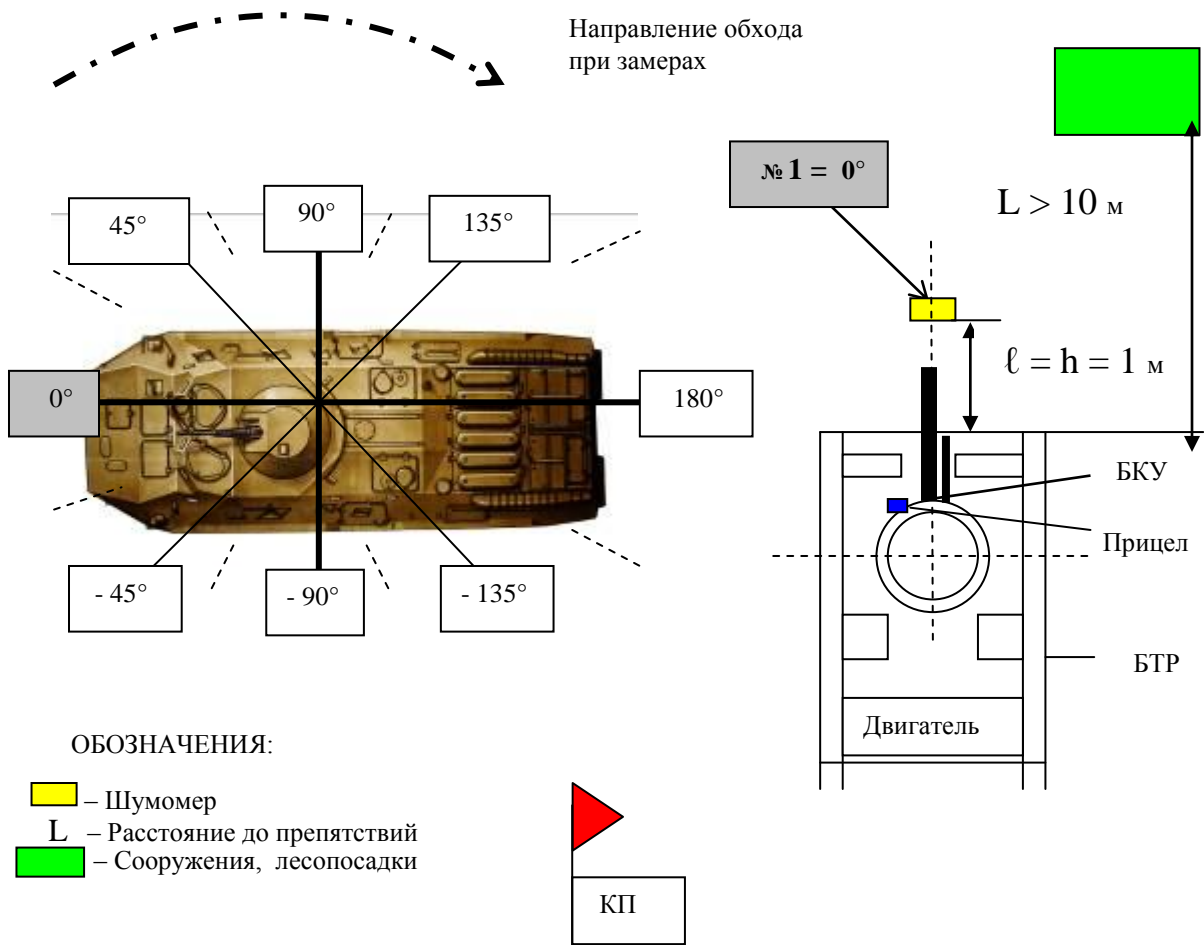 Направление обхода
при замерах
№ 1 = 0°
L > 10 м
45°
90°
135°
0°
180°
ℓ = h = 1 м
БКУ
Прицел
- 45°
- 90°
- 135°
БТР
Двигатель
ОБОЗНАЧЕНИЯ:
– Шумомер
L – Расстояние до препятствий
– Сооружения, лесопосадки
КП